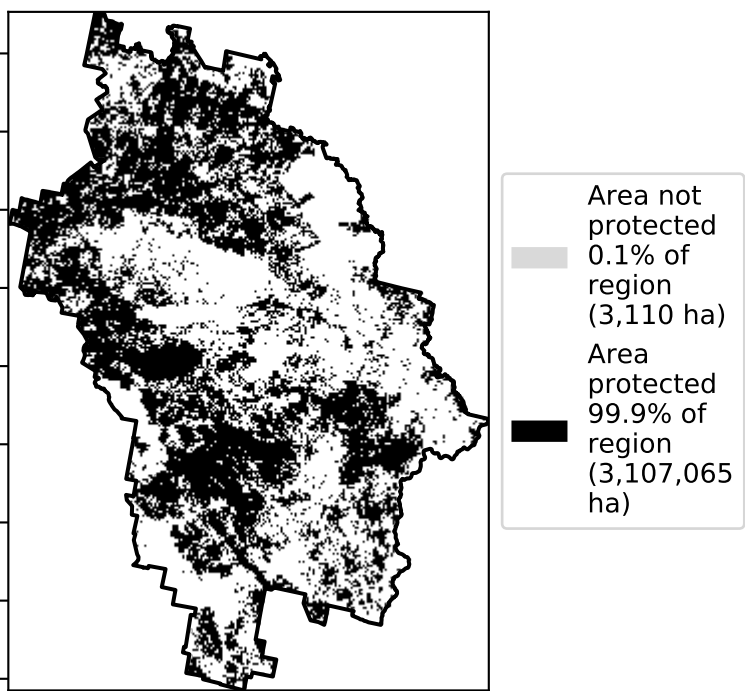 Area not
protected
0.1% of
region
(3,110 ha)
Area
protected
99.9% of
region
(3,107,065
ha)